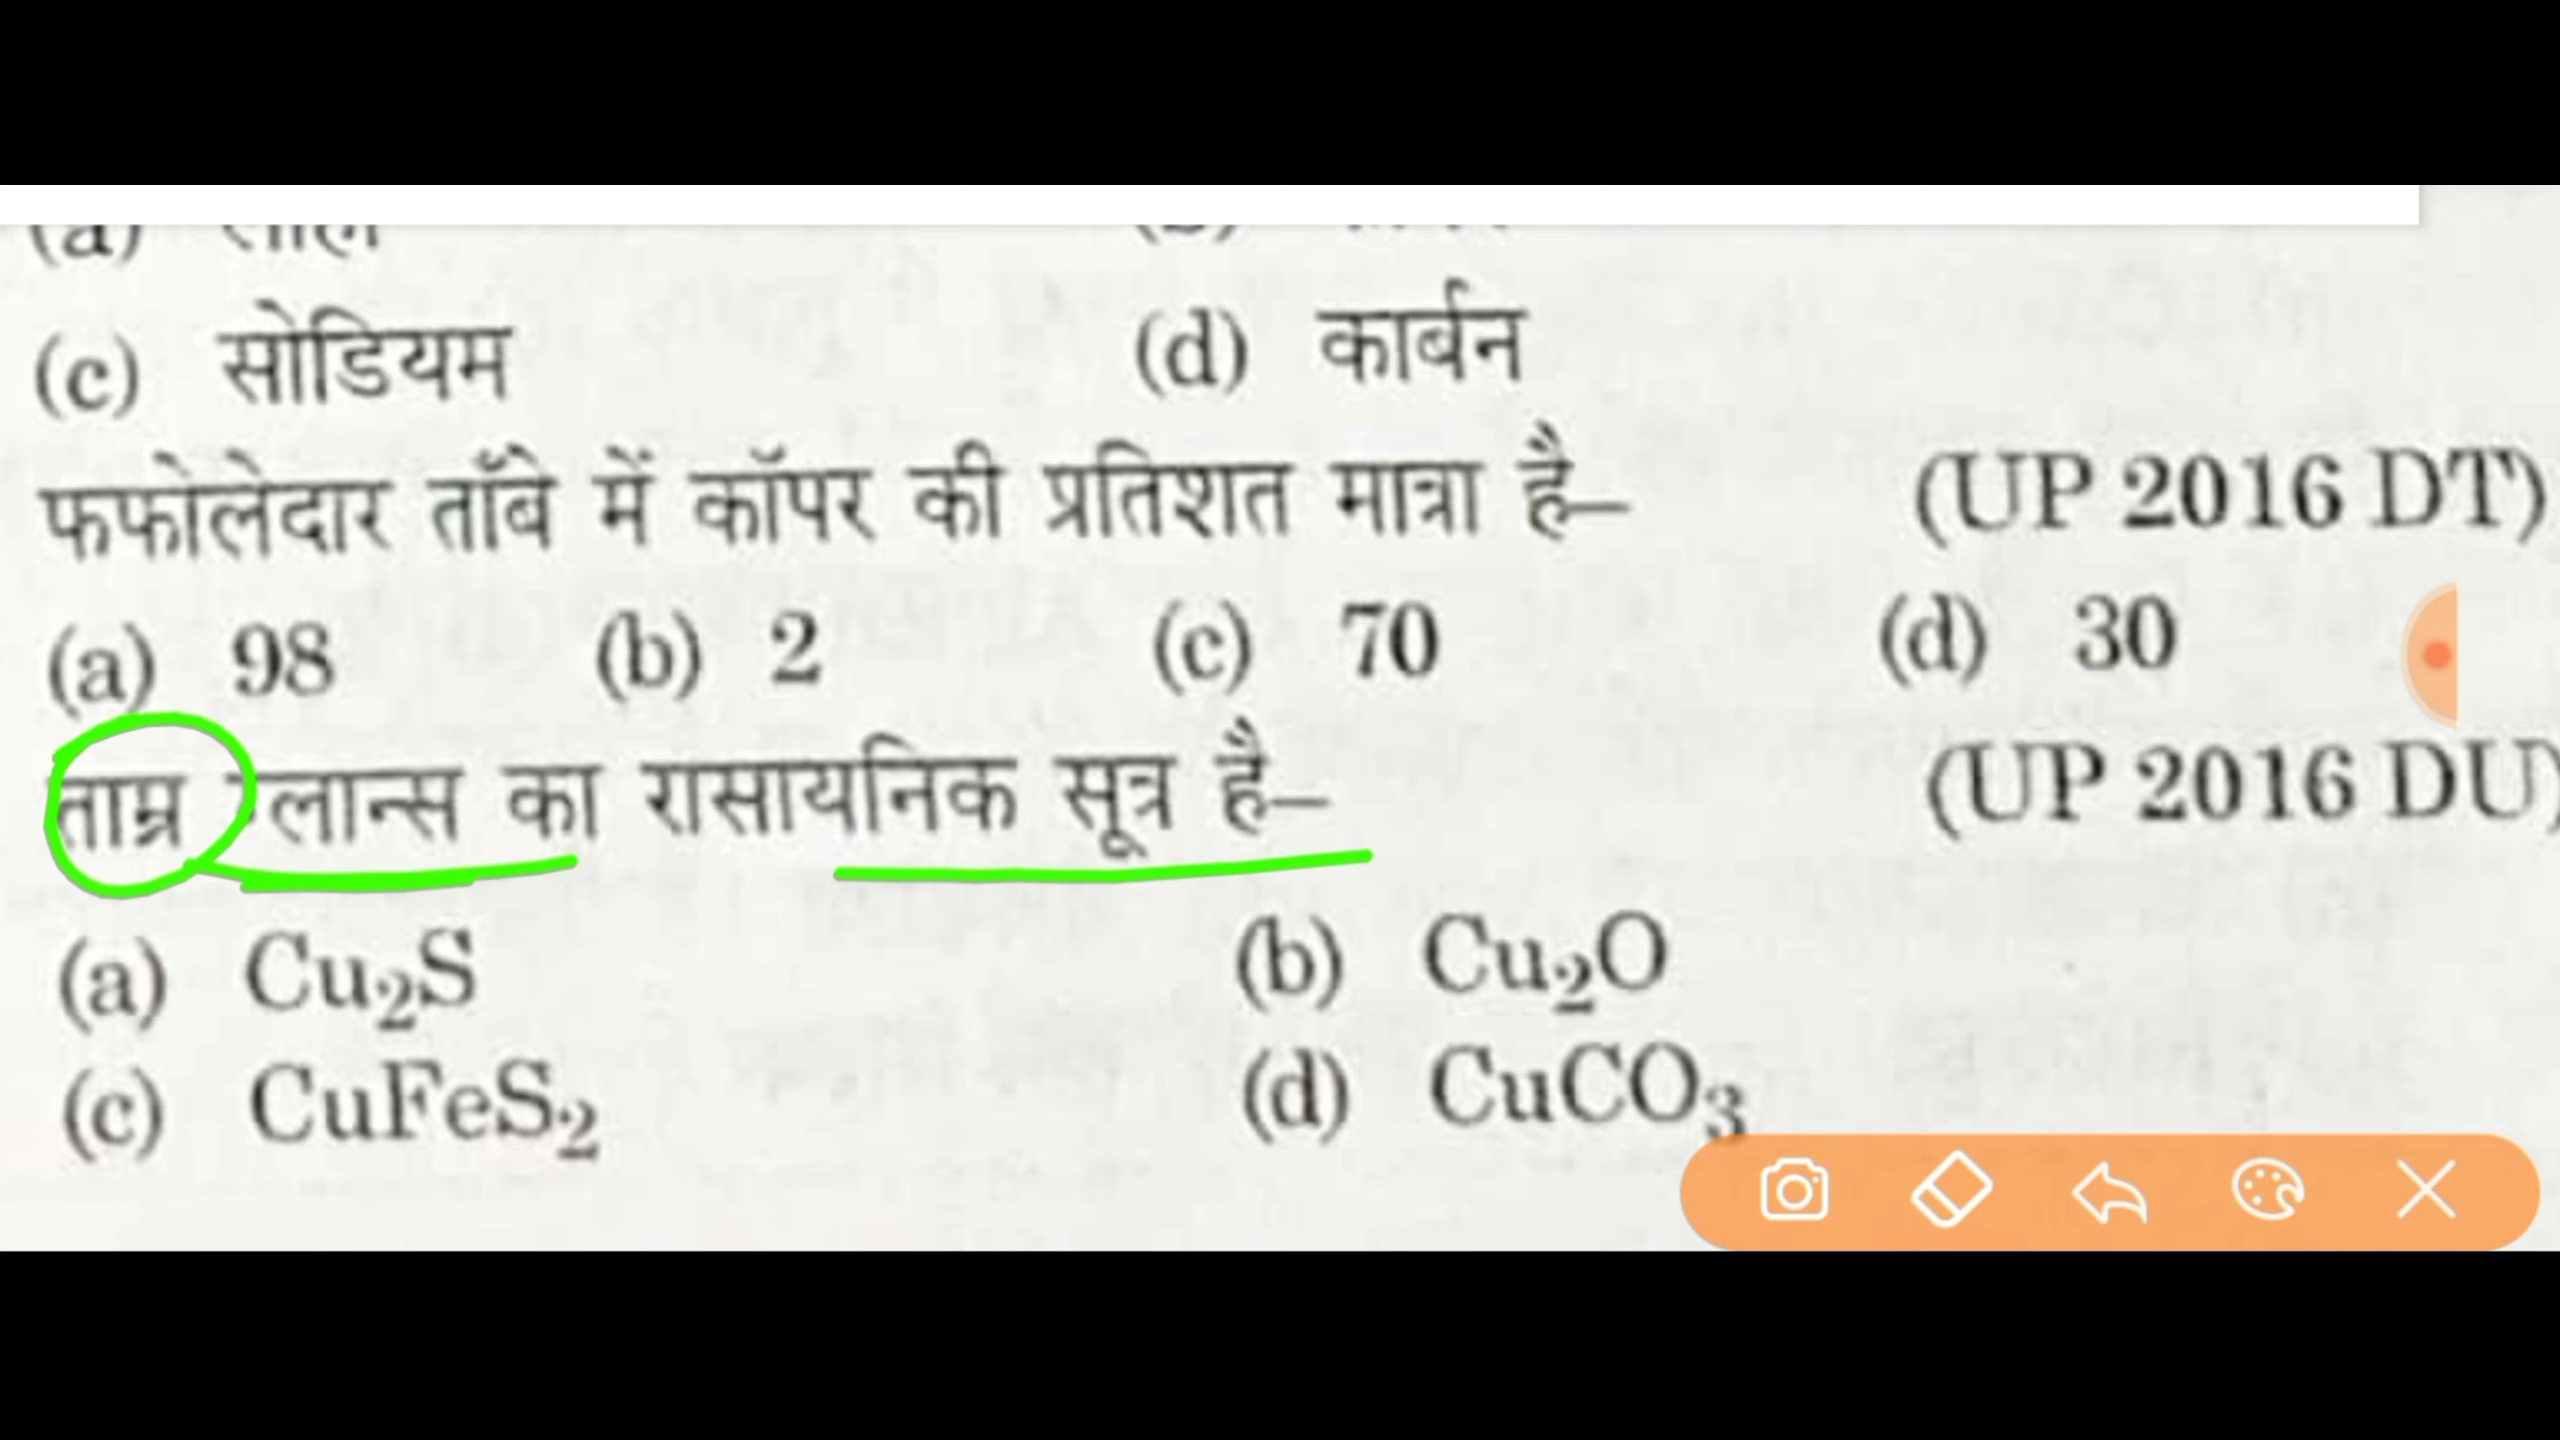 (a)
(c) सोडियम (d) कार्बन
फफोलेदार ताँबे में कॉपर की प्रतिशत मात्रा है– (UP 2016 DT)
(a) 98 (b) 2 (c) 70 (d) 30
ताम्र ग्लान्स का रासायनिक सूत्र है– (UP 2016 DU)
(a) Cu₂S (b) Cu₂O
(c) CuFeS₂ (d) CuCO₃